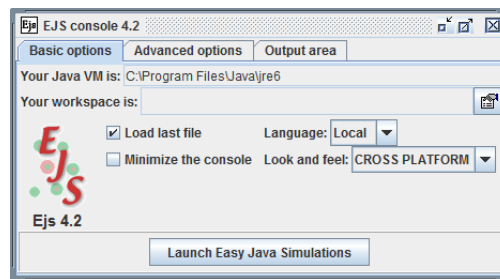 Ejs EJS console 4.2
Basic options Advanced options Output area
Your Java VM is: C:\Program Files\Java\jre6
Your workspace is:
Load last file Language: Local
Minimize the console Look and feel: CROSS PLATFORM
EJS
Ejs 4.2
Launch Easy Java Simulations